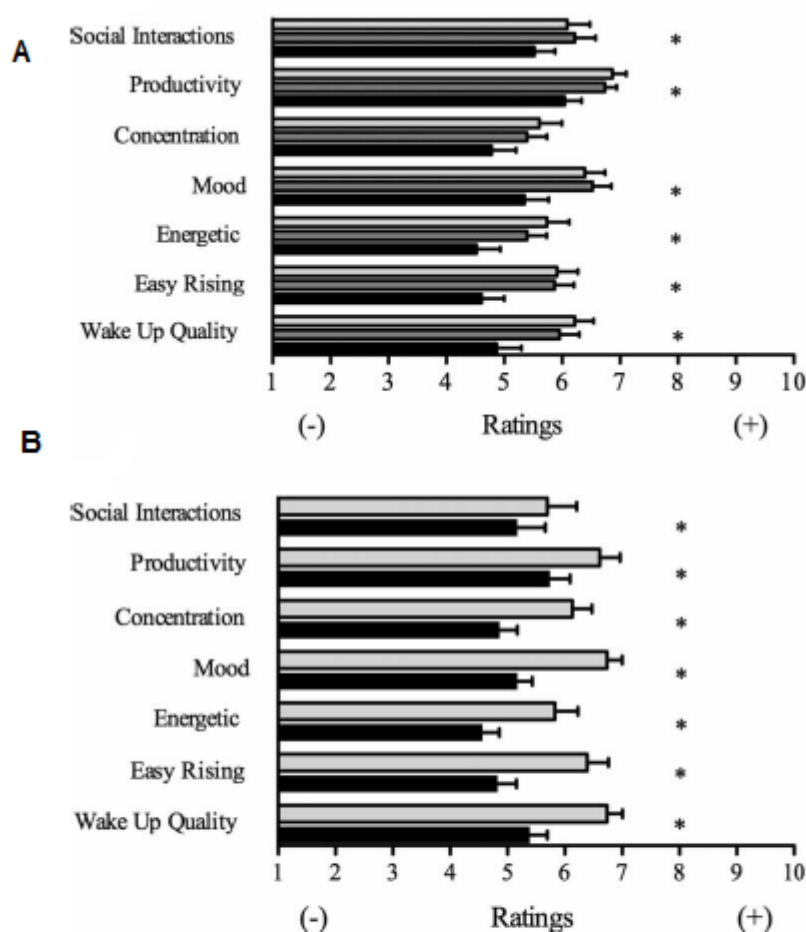 A
Social Interactions *
Productivity *
Concentration
Mood *
Energetic *
Easy Rising *
Wake Up Quality *
1 2 3 4 5 6 7 8 9 10
(-) Ratings (+)
B
Social Interactions *
Productivity *
Concentration *
Mood *
Energetic *
Easy Rising *
Wake Up Quality *
1 2 3 4 5 6 7 8 9 10
(-) Ratings (+)